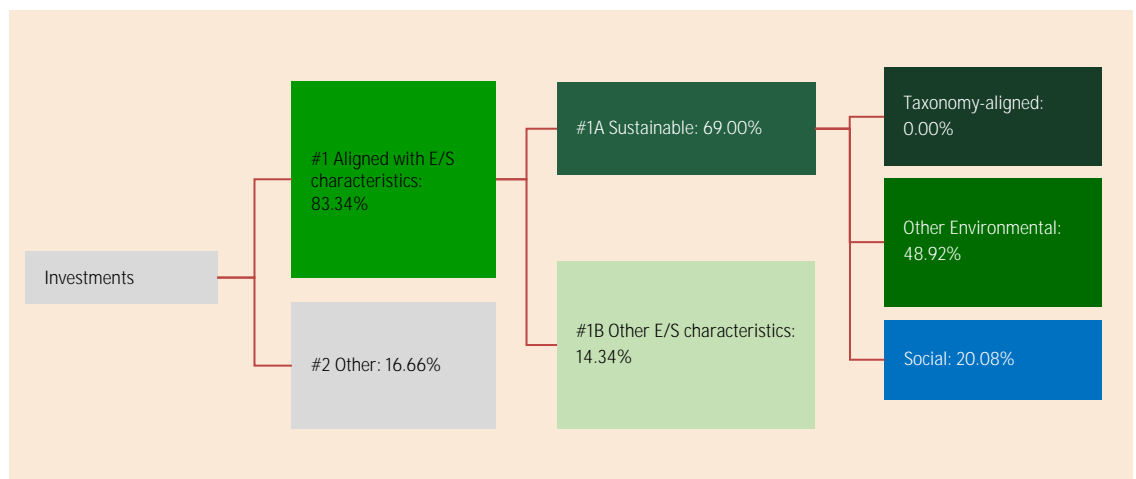 Investments
#1 Aligned with E/S
characteristics:
83.34%
#2 Other: 16.66%
#1A Sustainable: 69.00%
#1B Other E/S characteristics:
14.34%
Taxonomy-aligned:
0.00%
Other Environmental:
48.92%
Social: 20.08%